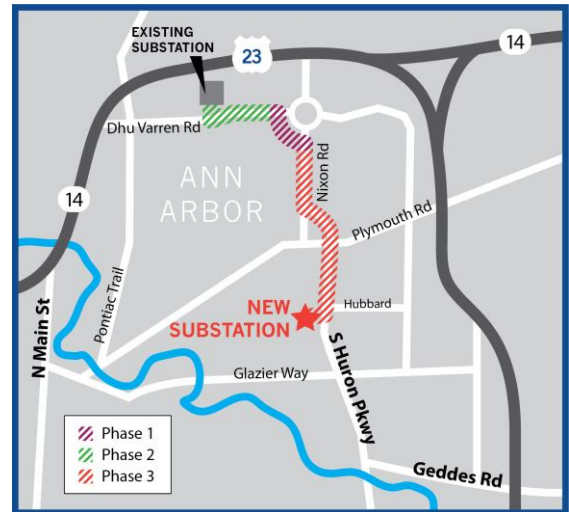 EXISTING
SUBSTATION
23
14
Dhu Varren Rd
Nixon Rd
ANN
ARBOR
14
Plymouth Rd
Pontiac Trail
N Main St
NEW
SUBSTATION
Hubbard
Glazier Way
S Huron Pkwy
Phase 1
Phase 2
Phase 3
Geddes Rd